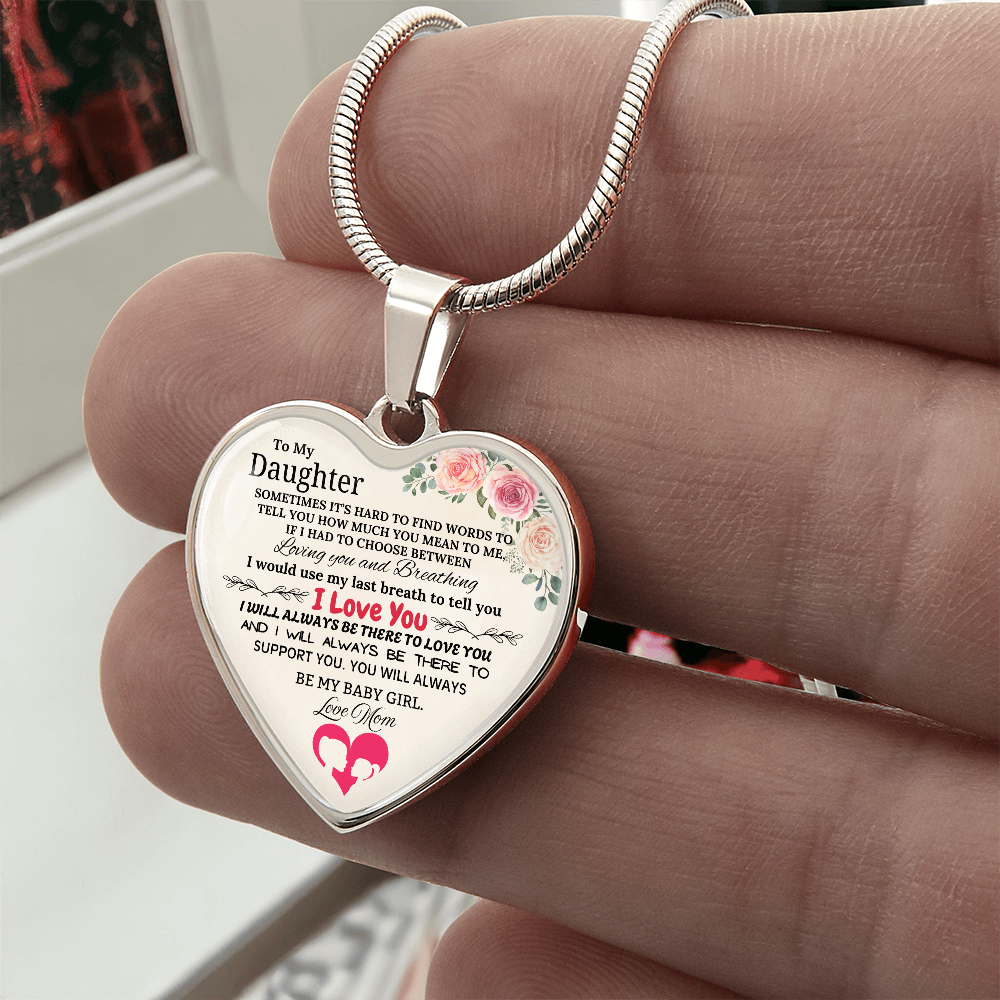 To My
Daughter
SOMETIMES IT'S HARD TO FIND WORDS TO
TELL YOU HOW MUCH YOU MEAN TO ME,
IF I HAD TO CHOOSE BETWEEN
Loving you and Breathing
I would use my last breath to tell you
I Love You
I WILL ALWAYS BE THERE TO LOVE YOU
AND I WILL ALWAYS BE THERE TO
SUPPORT YOU. YOU WILL ALWAYS
BE MY BABY GIRL.
Love Mom